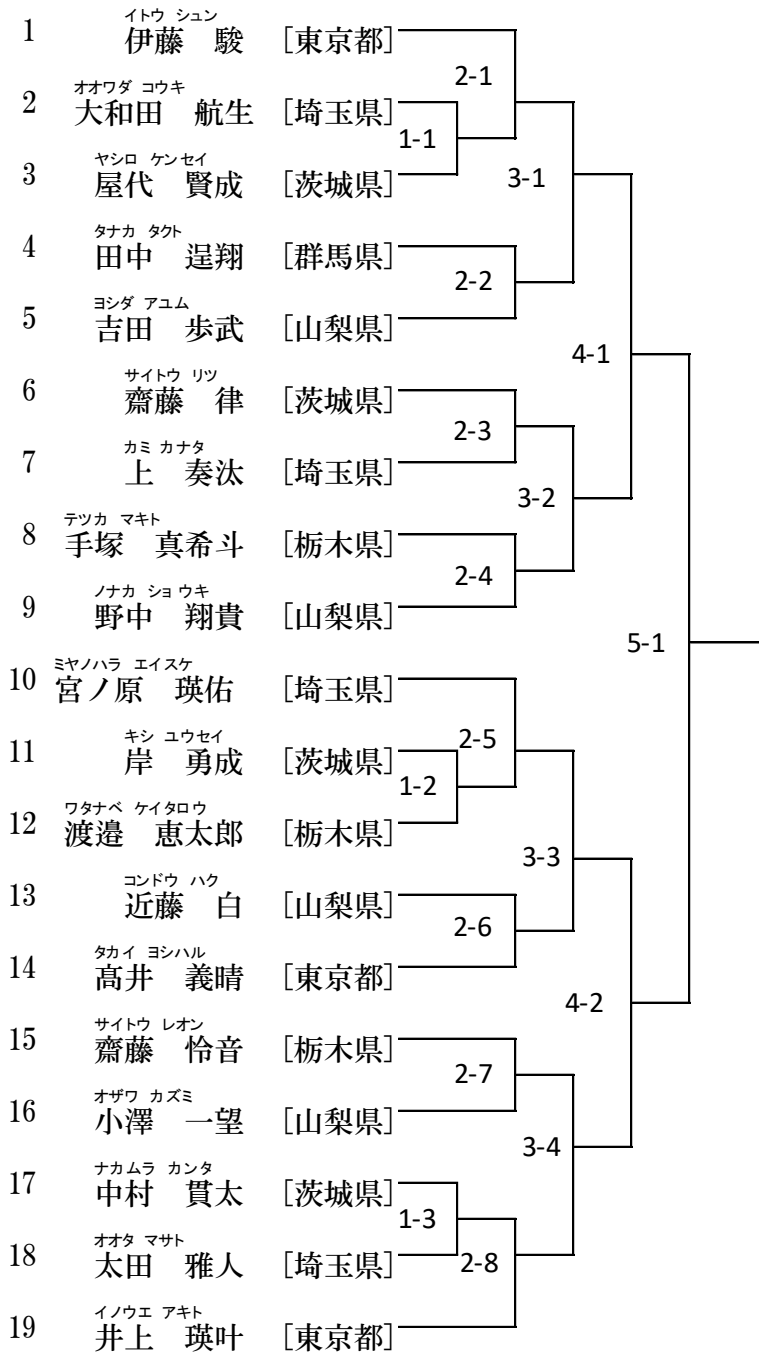 イトウ シュン
1 伊藤 駿 [東京都]
2-1
オオワダ コウキ
2 大和田 航生 [埼玉県]
1-1
ヤシロ ケンセイ
3 屋代 賢成 [茨城県]
3-1
タナカ タクト
4 田中 逞翔 [群馬県]
2-2
ヨシダ アユム
5 吉田 歩武 [山梨県]
4-1
サイトウ リツ
6 齋藤 律 [茨城県]
2-3
カミ カナタ
7 上 奏汰 [埼玉県]
3-2
テツカ マキト
8 手塚 真希斗 [栃木県]
2-4
ノナカ ショウキ
9 野中 翔貴 [山梨県]
5-1
ミヤノハラ エイスケ
10 宮ノ原 瑛佑 [埼玉県]
2-5
キシ ユウセイ
11 岸 勇成 [茨城県]
1-2
ワタナベ ケイタロウ
12 渡邉 恵太郎 [栃木県]
3-3
コンドウ ハク
13 近藤 白 [山梨県]
2-6
タカイ ヨシハル
14 髙井 義晴 [東京都]
4-2
サイトウ レオン
15 齋藤 怜音 [栃木県]
2-7
オザワ カズミ
16 小澤 一望 [山梨県]
3-4
ナカムラ カンタ
17 中村 貫太 [茨城県]
1-3
オオタ マサト
18 太田 雅人 [埼玉県]
2-8
イノウエ アキト
19 井上 瑛叶 [東京都]